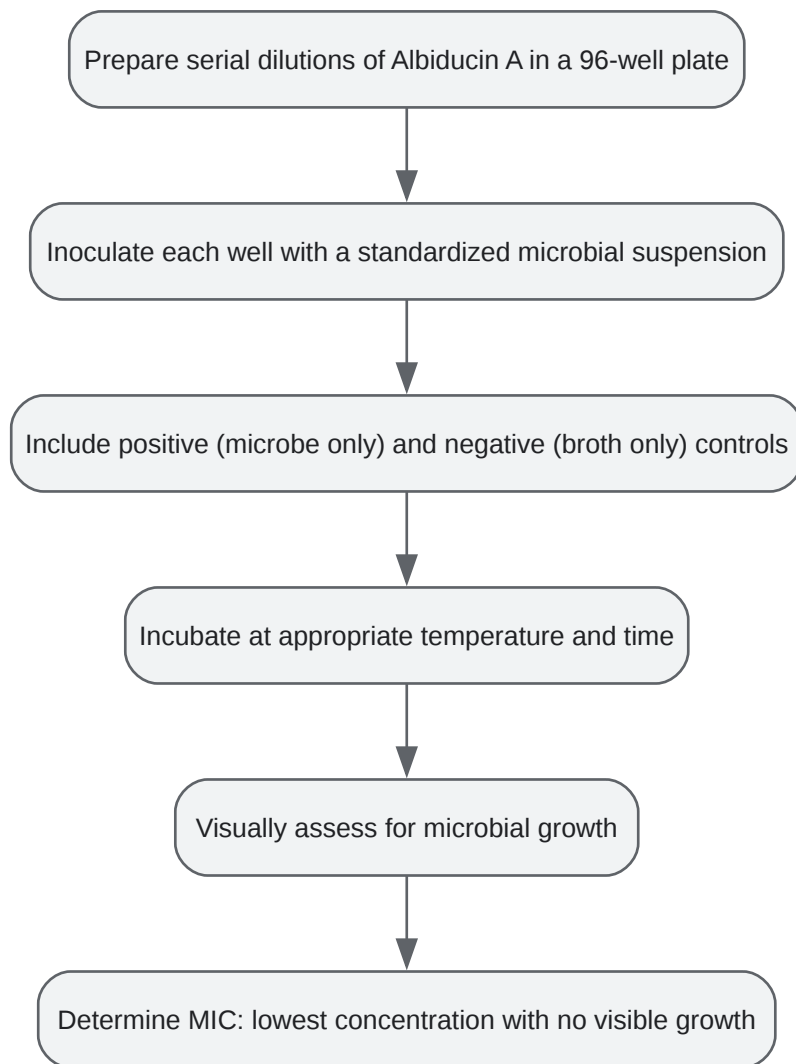 Prepare serial dilutions of Albiducin A in a 96-well plate
Inoculate each well with a standardized microbial suspension
Include positive (microbe only) and negative (broth only) controls
Incubate at appropriate temperature and time
Visually assess for microbial growth
Determine MIC: lowest concentration with no visible growth